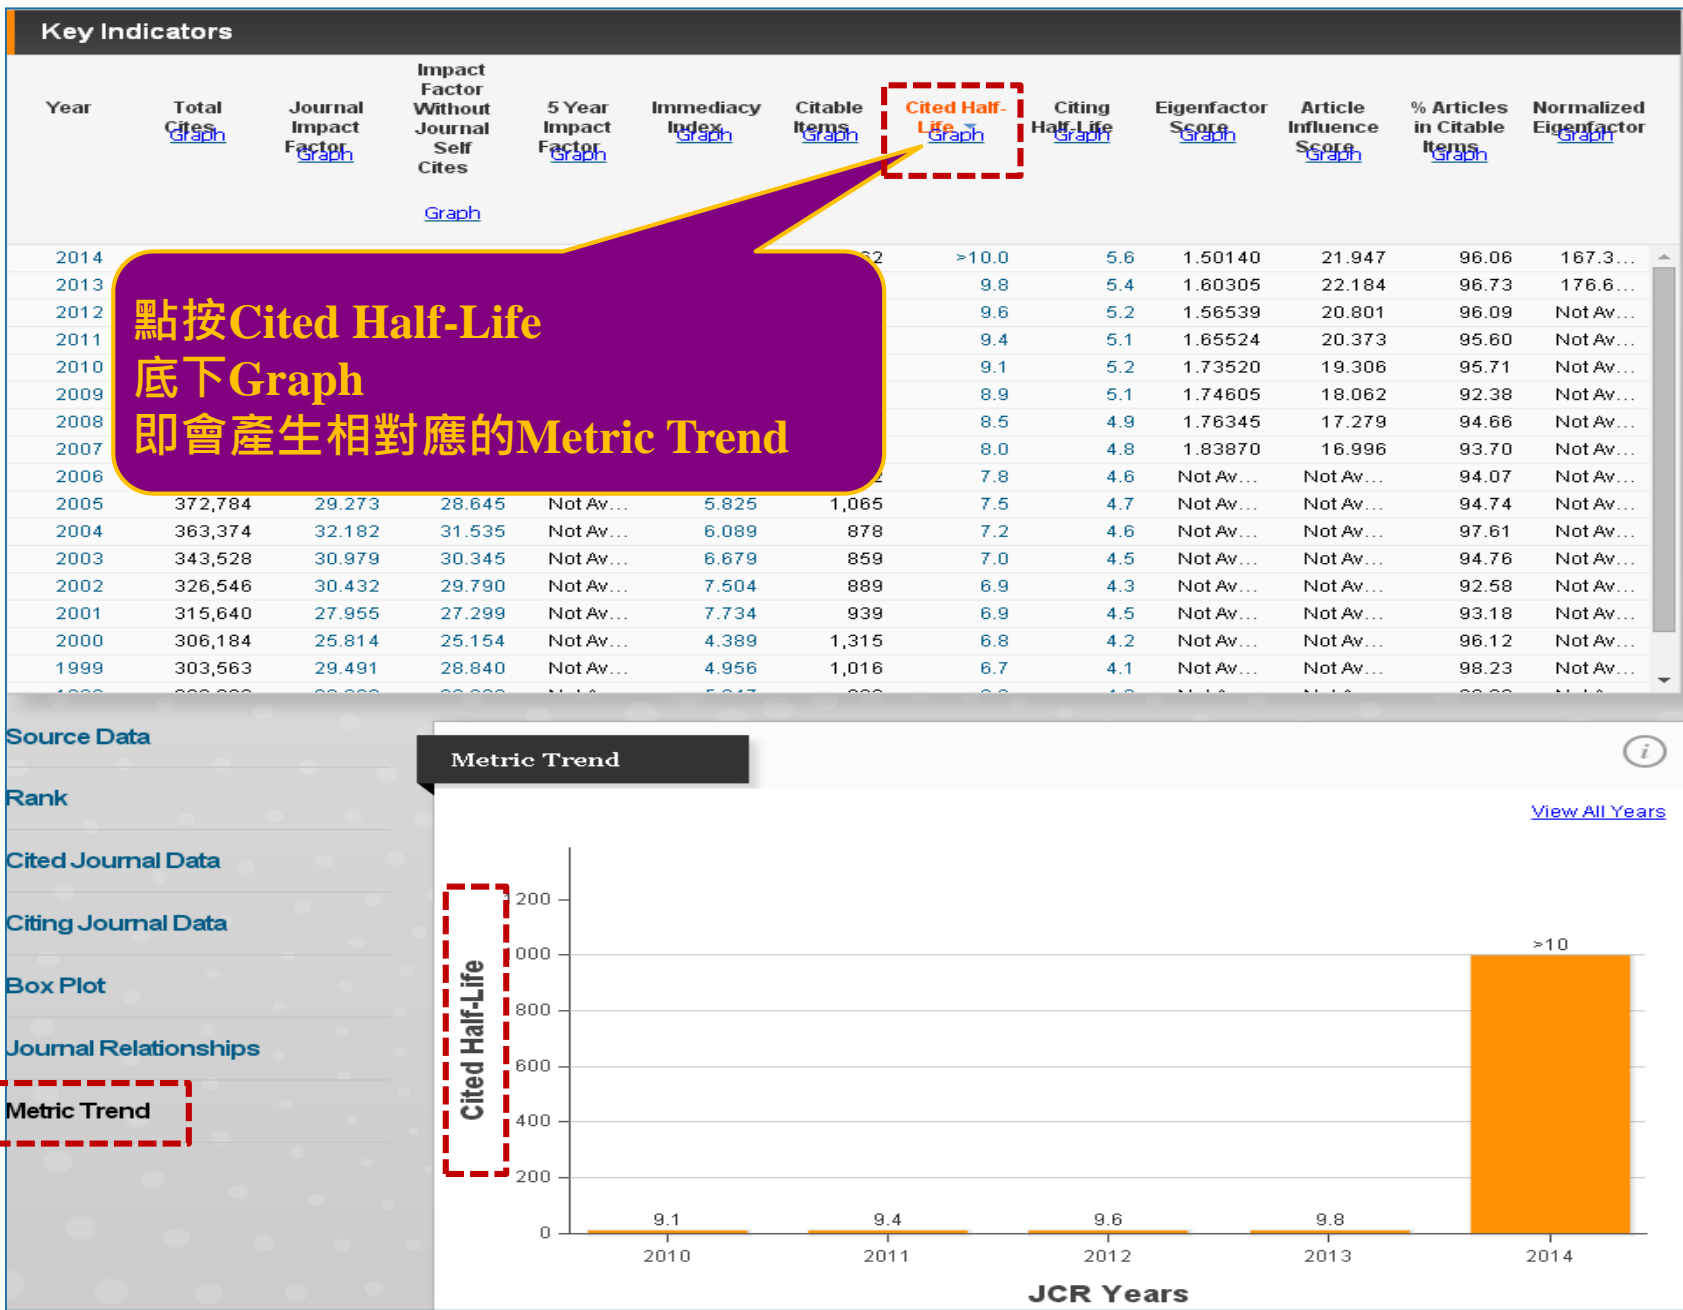 Key Indicators
Year Total Cites Graph Journal Impact Factor Graph Impact Factor Without Journal Self Cites Graph 5 Year Impact Factor Graph Immediacy Index Graph Citable Items Graph Cited Half-Life Graph Citing Half-Life Graph Eigenfactor Score Graph Article Influence Score Graph % Articles in Citable Items Graph Normalized Eigenfactor Graph
2014 >10.0 5.6 1.50140 21.947 96.06 167.3...
2013 9.8 5.4 1.60305 22.184 96.73 176.6...
2012 9.6 5.2 1.56539 20.801 96.09 Not Av...
2011 9.4 5.1 1.65524 20.373 95.60 Not Av...
2010 9.1 5.2 1.73520 19.306 95.71 Not Av...
2009 8.9 5.1 1.74605 18.062 92.38 Not Av...
2008 8.5 4.9 1.76345 17.279 94.66 Not Av...
2007 8.0 4.8 1.83870 16.996 93.70 Not Av...
2006 7.8 4.6 Not Av... Not Av... 94.07 Not Av...
2005 372,784 29.273 28.645 Not Av... 5.825 1,065 7.5 4.7 Not Av... Not Av... 94.74 Not Av...
2004 363,374 32.182 31.535 Not Av... 6.089 878 7.2 4.6 Not Av... Not Av... 97.61 Not Av...
2003 343,528 30.979 30.345 Not Av... 6.679 859 7.0 4.5 Not Av... Not Av... 94.76 Not Av...
2002 326,546 30.432 29.790 Not Av... 7.504 889 6.9 4.3 Not Av... Not Av... 92.58 Not Av...
2001 315,640 27.955 27.299 Not Av... 7.734 939 6.9 4.5 Not Av... Not Av... 93.18 Not Av...
2000 306,184 25.814 25.154 Not Av... 4.389 1,315 6.8 4.2 Not Av... Not Av... 96.12 Not Av...
1999 303,563 29.491 28.840 Not Av... 4.956 1,016 6.7 4.1 Not Av... Not Av... 98.23 Not Av...
點按Cited Half-Life
底下Graph
即會產生相對應的Metric Trend
Source Data
Rank
Cited Journal Data
Citing Journal Data
Box Plot
Journal Relationships
Metric Trend
Metric Trend
i
View All Years
Cited Half-Life
1200
1000
800
600
400
200
0
9.1 9.4 9.6 9.8 >10
2010 2011 2012 2013 2014
JCR Years